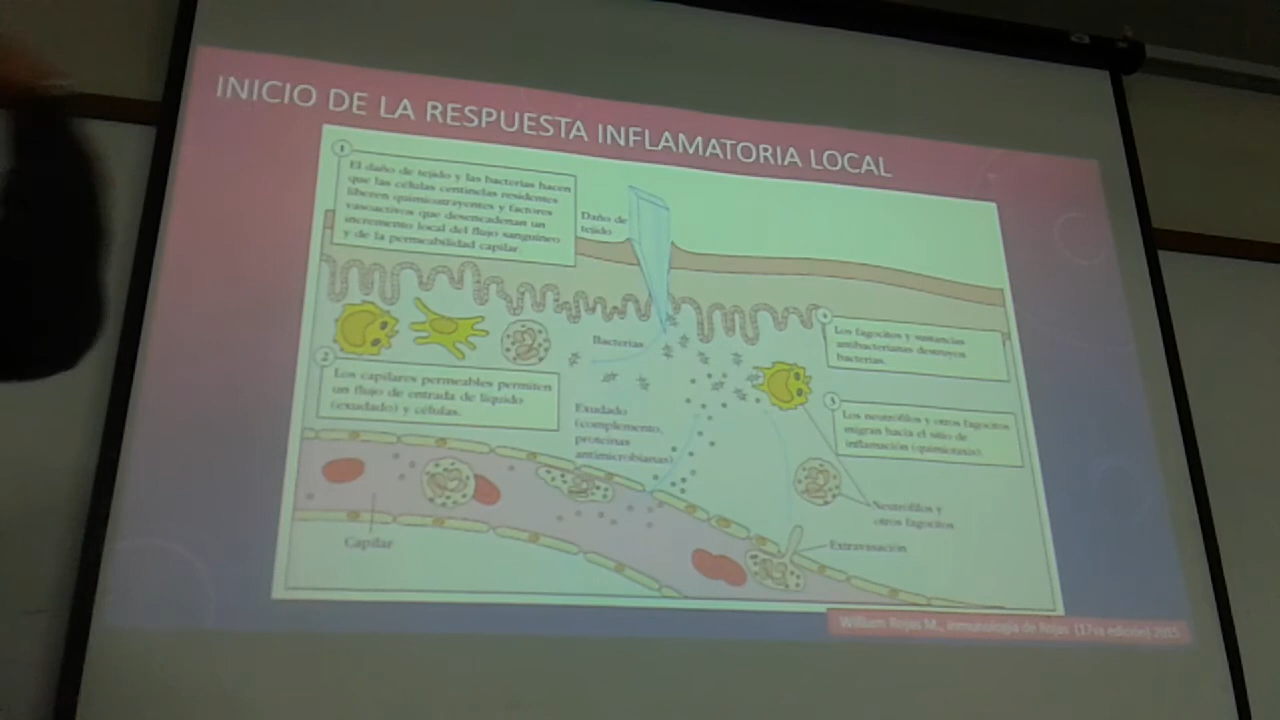 INICIO DE LA RESPUESTA INFLAMATORIA LOCAL
1
El daño de tejido y las bacterias hacen
que las células centinelas residentes
liberen quimioatrayentes y factores
vasoactivos que desencadenan un
incremento local del flujo sanguíneo
y de la permeabilidad capilar.
Daño de
tejido
Bacterias
4
Los fagocitos y sustancias
antibacterianas destruyen
bacterias.
2
Los capilares permeables permiten
un flujo de entrada de líquido
(exudado) y células.
Exudado
(complemento,
proteínas
antimicrobianas)
3
Los neutrófilos y otros fagocitos
migran hacia el sitio de
inflamación (quimiotaxis).
Neutrófilos y
otros fagocitos
Capilar
Extravasación
William Rojas M., Inmunología de Rojas (17va edición) 2015